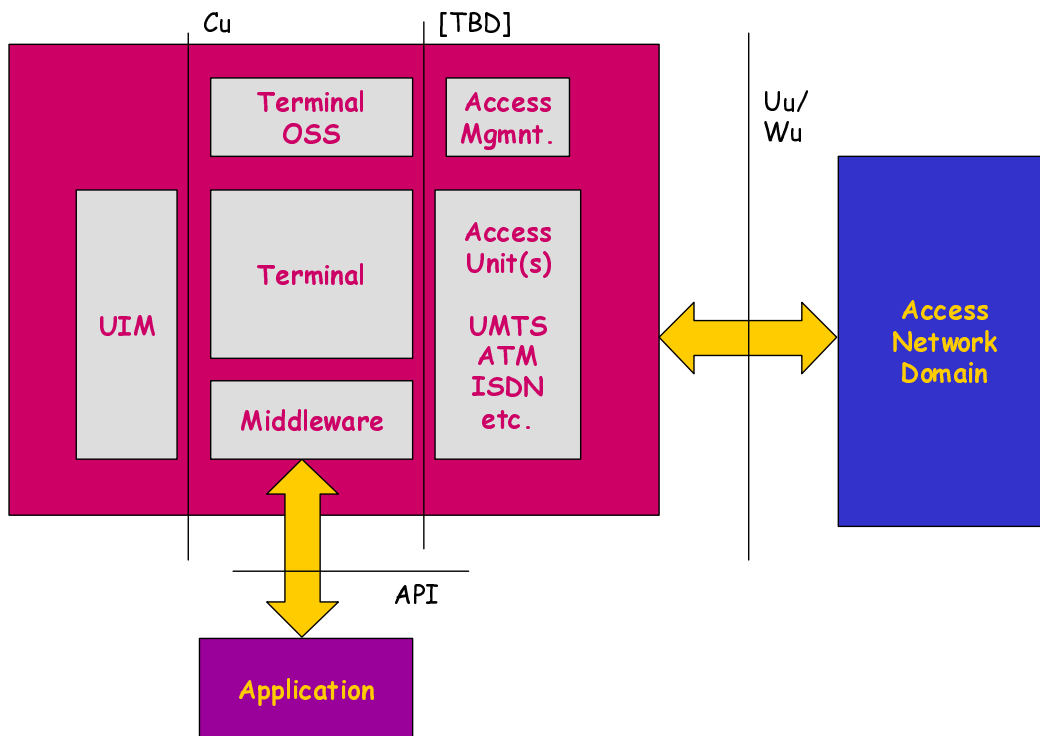 Cu
[TBD]
Terminal
OSS
Access
Mgmnt.
Uu/
Wu
UIM
Terminal
Middleware
Access
Unit(s)
UMTS
ATM
ISDN
etc.
Access
Network
Domain
API
Application